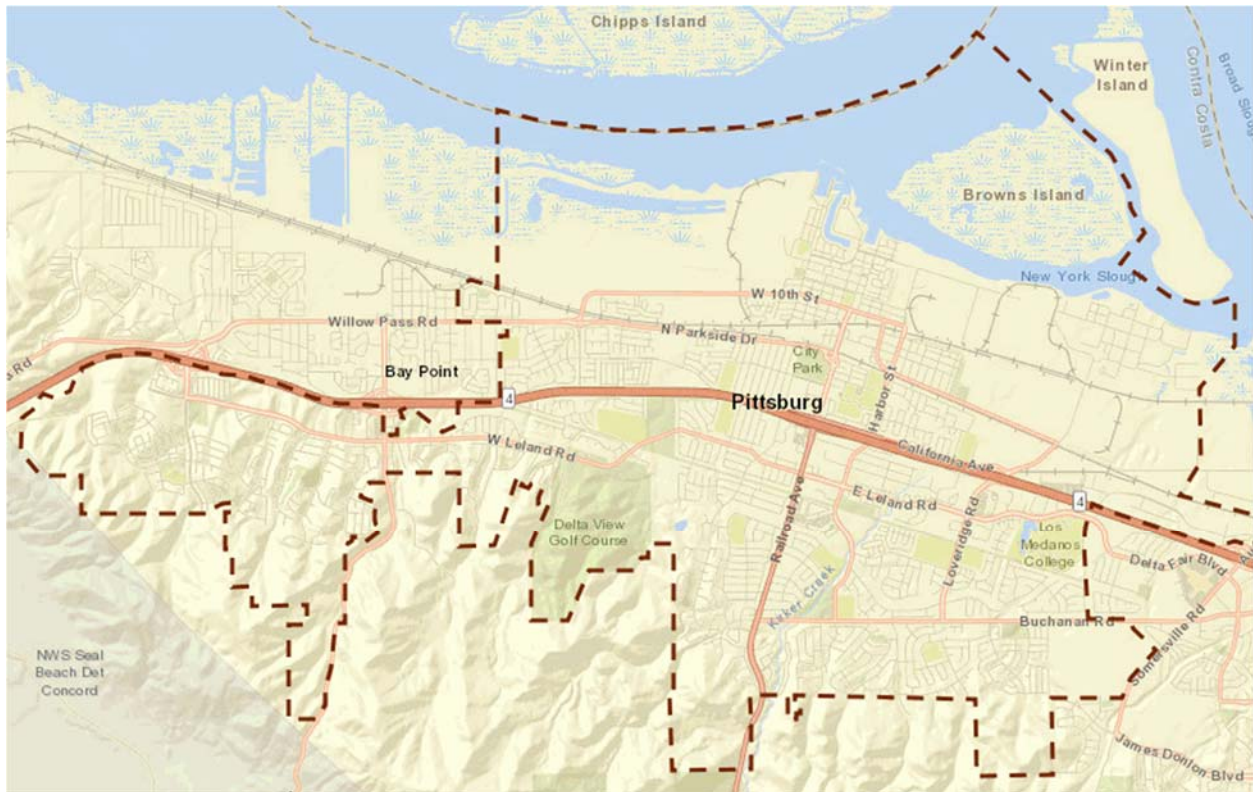 Chipps Island
Winter
Island
Contra Costa
Broad Slough
Browns Island
New York Slough
W 10th St
Willow Pass Rd
N Parkside Dr
City
Park
Bay Point
4
Pittsburg
Harbor St
W Leland Rd
California Ave
4
E Leland Rd
Railroad Ave
Loveridge Rd
Delta View
Golf Course
Los
Medanos
College
Delta Fair Blvd
Kirker Creek
Buchanan Rd
Somersville Rd
NWS Seal
Beach Det
Concord
James Donlon Blvd